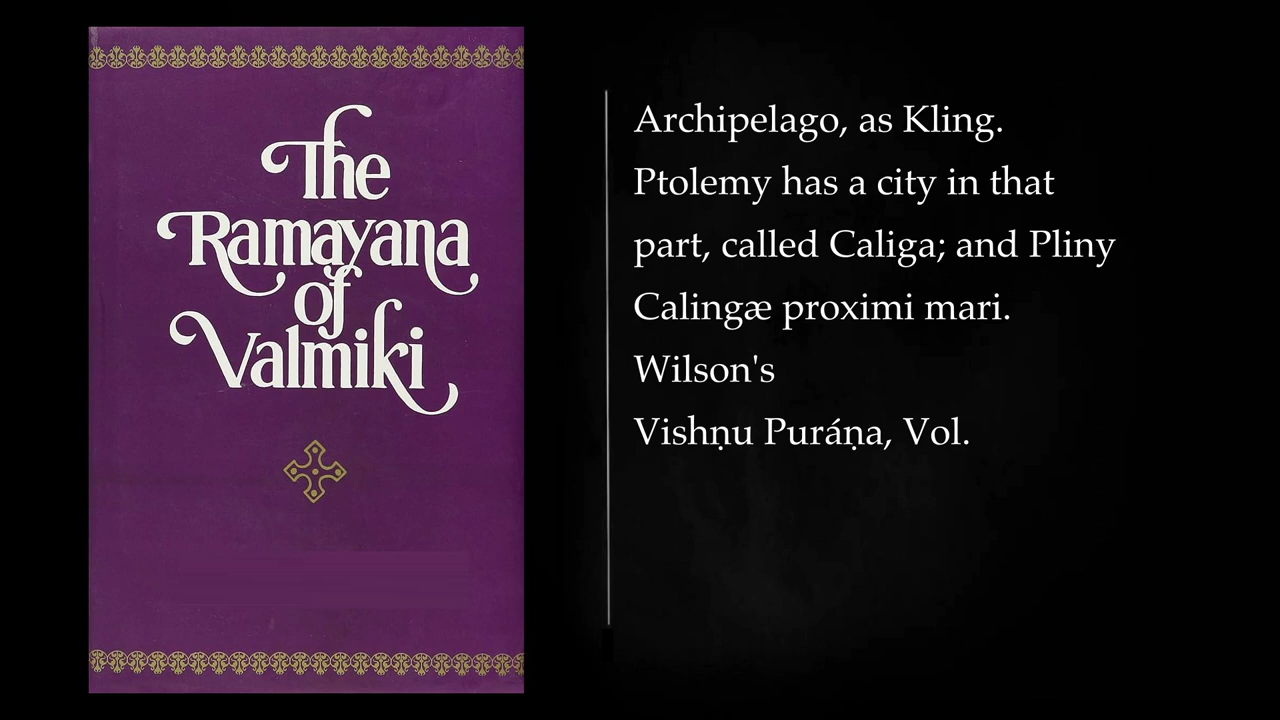 The
Ramayana
of
Valmiki
Archipelago, as Kling.
Ptolemy has a city in that
part, called Caliga; and Pliny
Calingæ proximi mari.
Wilson's
Vishṇu Puráṇa, Vol.